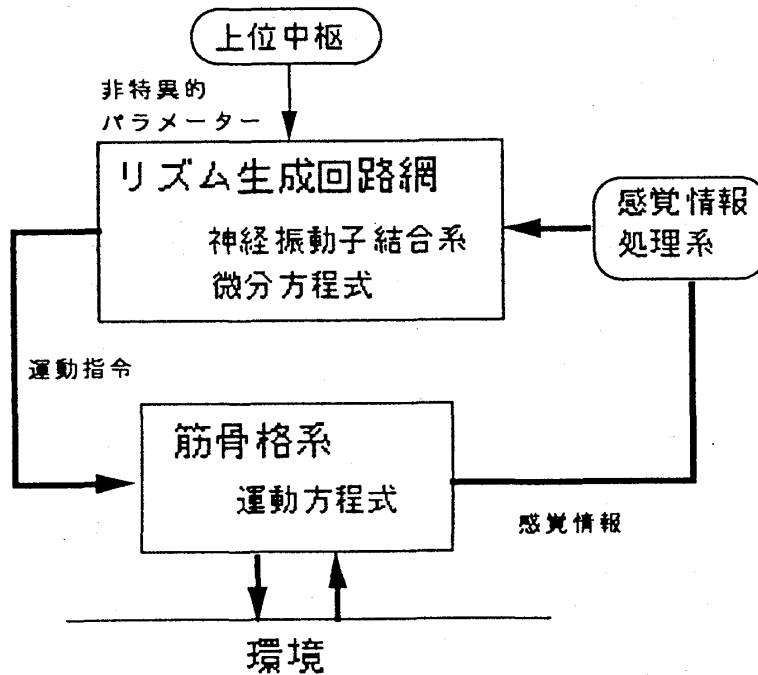 上位中枢
非特異的
パラメーター
リズム生成回路網
神経振動子結合系
微分方程式
感覚情報
処理系
運動指令
筋骨格系
運動方程式
感覚情報
環境